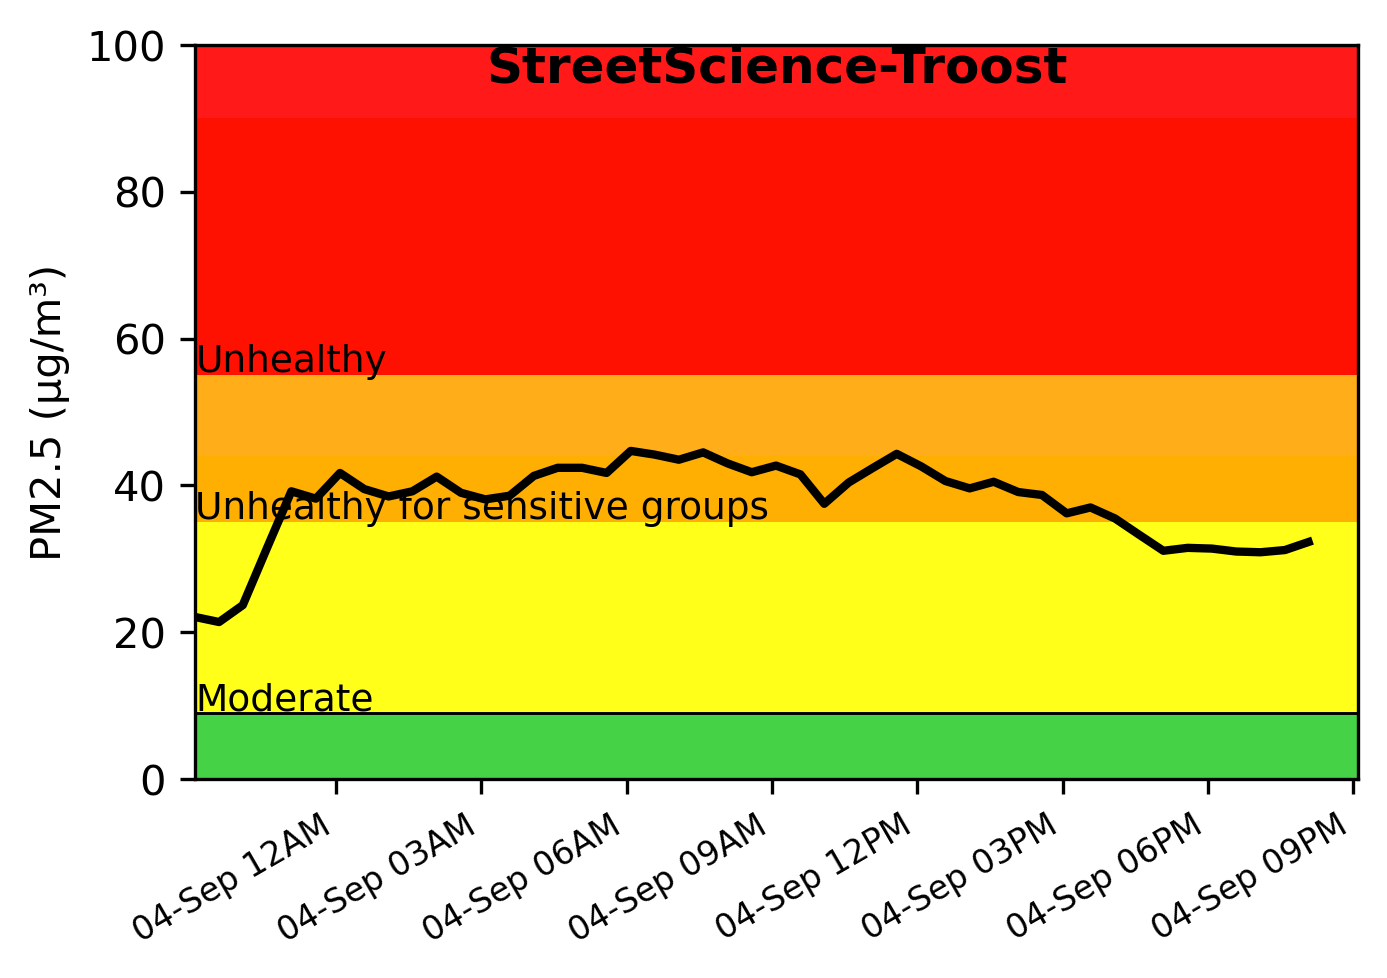 StreetScience-Troost
PM2.5 (μg/m³)
100
80
60
40
20
0
Unhealthy
Unhealthy for sensitive groups
Moderate
04-Sep 12AM
04-Sep 03AM
04-Sep 06AM
04-Sep 09AM
04-Sep 12PM
04-Sep 03PM
04-Sep 06PM
04-Sep 09PM